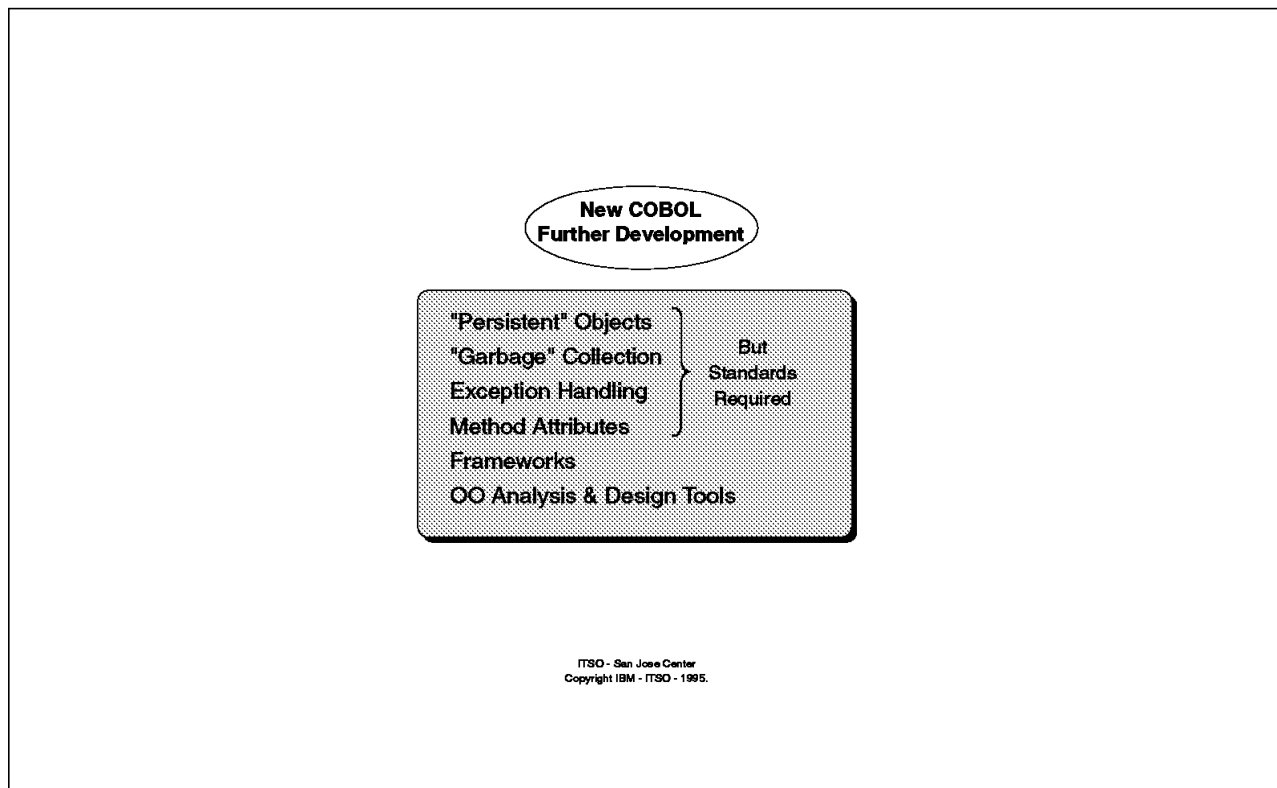 New COBOL
Further Development
"Persistent" Objects
"Garbage" Collection
Exception Handling
Method Attributes
But
Standards
Required
Frameworks
OO Analysis & Design Tools
ITSO - San Jose Center
Copyright IBM - ITSO - 1995.